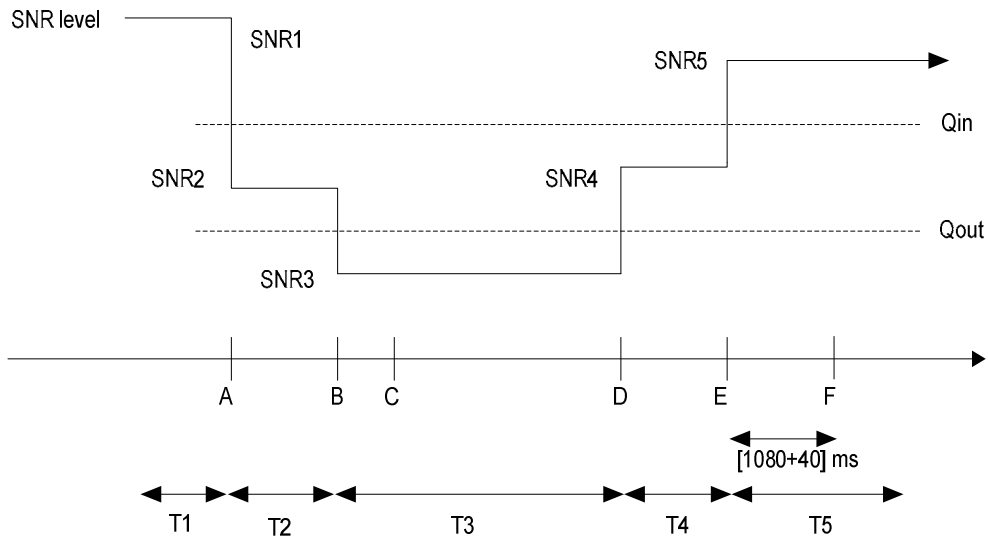 SNR level
SNR1
SNR5
Qin
SNR2
SNR4
Qout
SNR3
A
B
C
D
E
F
[1080+40] ms
T1
T2
T3
T4
T5